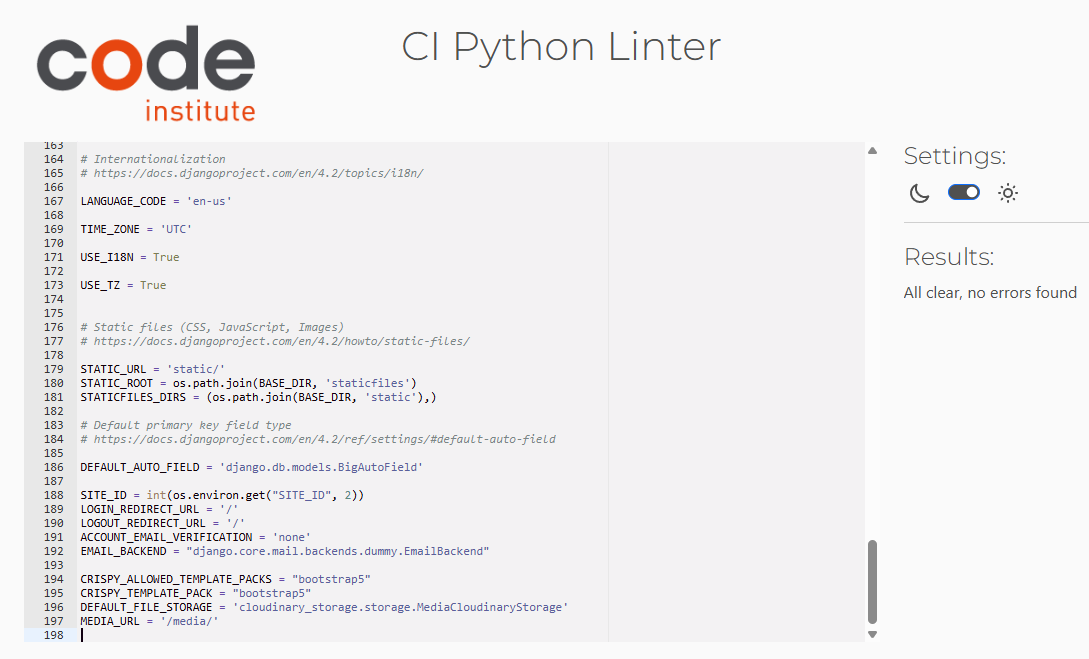 code
institute
CI Python Linter
163
164 # Internationalization
165 # https://docs.djangoproject.com/en/4.2/topics/i18n/
166
167 LANGUAGE_CODE = 'en-us'
168
169 TIME_ZONE = 'UTC'
170
171 USE_I18N = True
172
173 USE_TZ = True
174
175
176 # Static files (CSS, JavaScript, Images)
177 # https://docs.djangoproject.com/en/4.2/howto/static-files/
178
179 STATIC_URL = 'static/'
180 STATIC_ROOT = os.path.join(BASE_DIR, 'staticfiles')
181 STATICFILES_DIRS = (os.path.join(BASE_DIR, 'static'),)
182
183 # Default primary key field type
184 # https://docs.djangoproject.com/en/4.2/ref/settings/#default-auto-field
185
186 DEFAULT_AUTO_FIELD = 'django.db.models.BigAutoField'
187
188 SITE_ID = int(os.environ.get("SITE_ID", 2))
189 LOGIN_REDIRECT_URL = '/'
190 LOGOUT_REDIRECT_URL = '/'
191 ACCOUNT_EMAIL_VERIFICATION = 'none'
192 EMAIL_BACKEND = "django.core.mail.backends.dummy.EmailBackend"
193
194 CRISPY_ALLOWED_TEMPLATE_PACKS = "bootstrap5"
195 CRISPY_TEMPLATE_PACK = "bootstrap5"
196 DEFAULT_FILE_STORAGE = 'cloudinary_storage.storage.MediaCloudinaryStorage'
197 MEDIA_URL = '/media/'
198
Settings:
Results:
All clear, no errors found